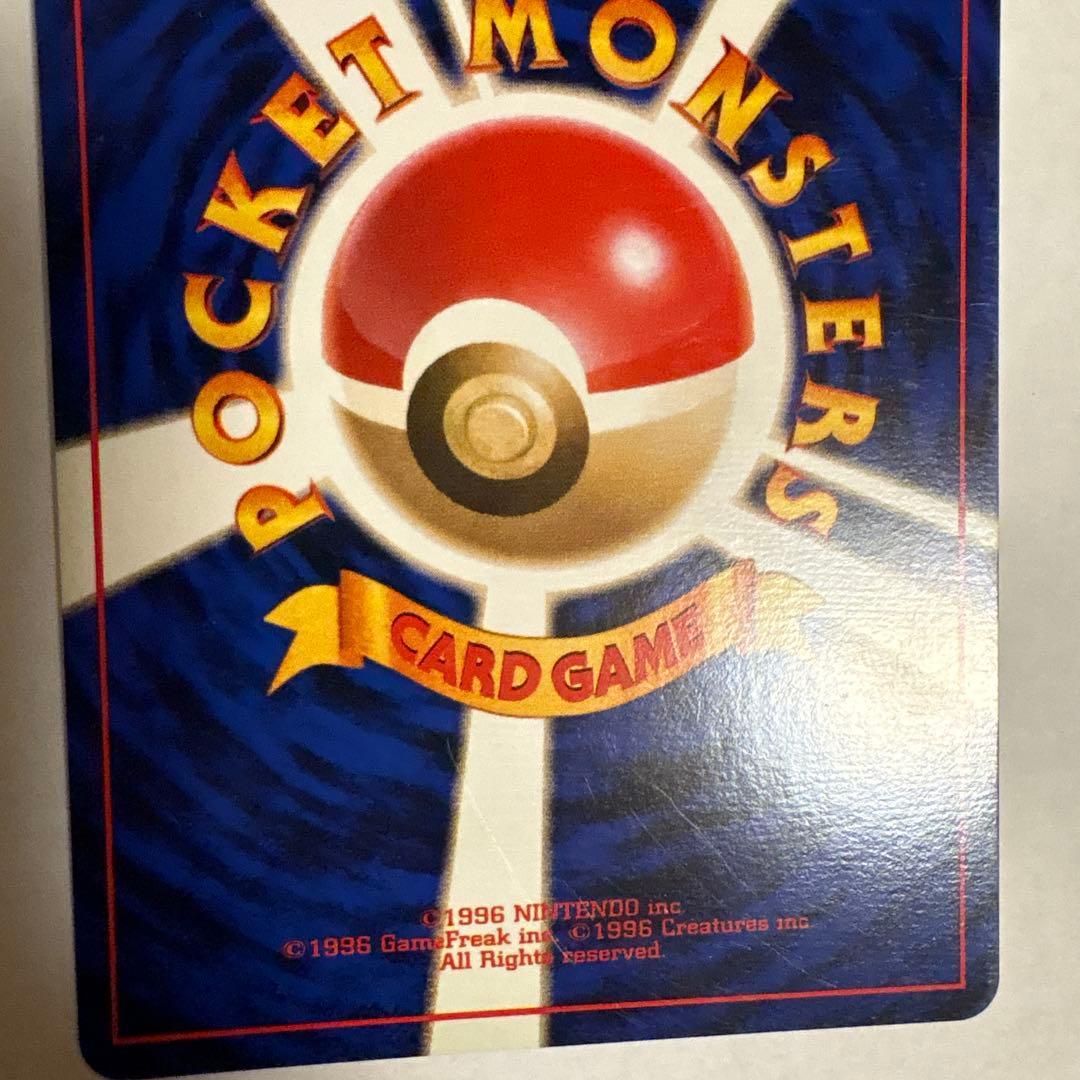 POCKET MONSTERS
CARD GAME
©1996 NINTENDO inc.
©1996 GameFreak inc. ©1996 Creatures inc.
All Rights reserved.